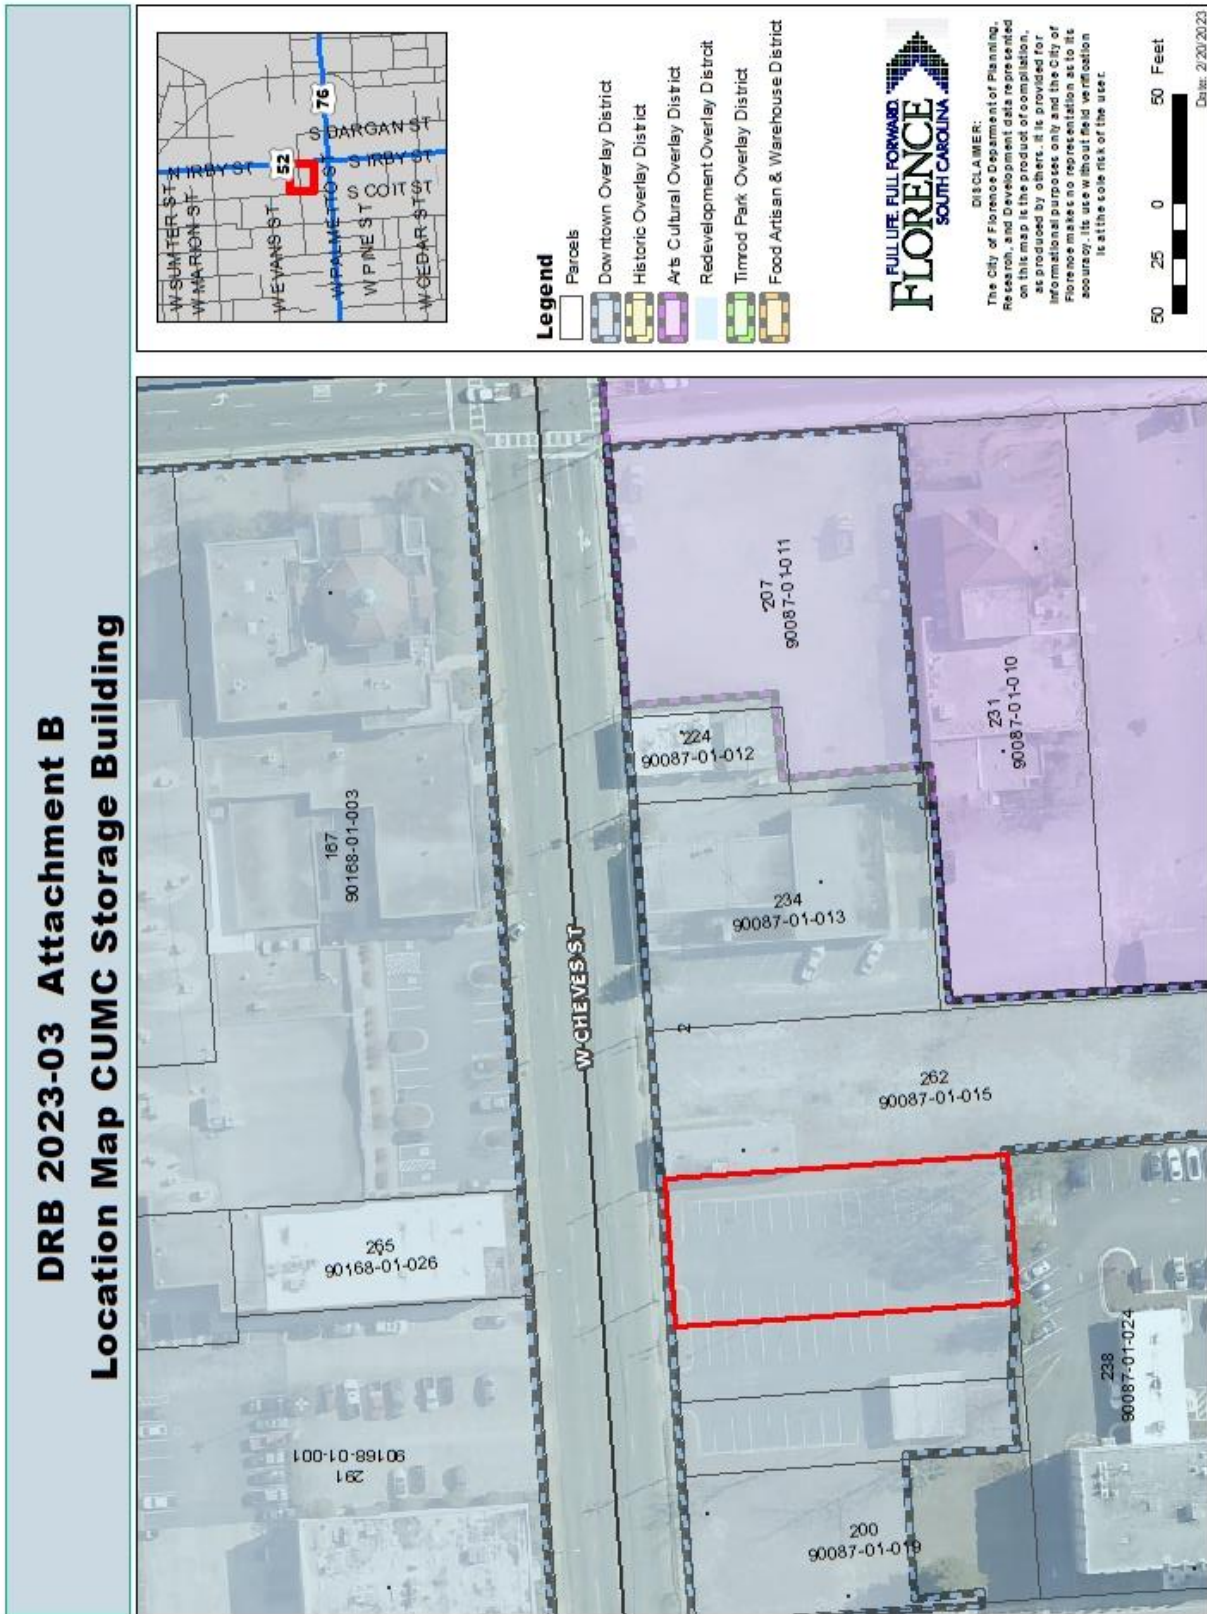 DRB 2023-03 Attachment B
Location Map CUMC Storage Building
167
90168-01-003
265
90168-01-026
291
90168-01-001
W CHEVES ST
207
90087-01-011
224
90087-01-012
231
90087-01-010
234
90087-01-013
2
262
90087-01-015
238
90087-01-024
200
90087-01-019
W SUMTER ST
W MARION ST
N IRBY ST
W EVANS ST
52
76
S DARGAN ST
S IRBY ST
S COIT ST
W PALMETTO ST
W PINE ST
W CEDAR ST
Legend
Parcels
Downtown Overlay District
Historic Overlay District
Arts Cultural Overlay District
Redevelopment Overlay Distrcit
Timrod Park Overlay District
Food Artisan & Warehouse District
FULL LIFE. FULL FORWARD.
FLORENCE
SOUTH CAROLINA
DISCLAIMER:
The City of Florence Deparment of Planning,
Research, and Development data represented
on this map is the product of compilation,
as produced by others. It is provided for
informational purposes only and the City of
Florence makes no representation as to its
accuracy. Its use without field verification
is at the sole risk of the user.
50 25 0 50 Feet
Date: 2/20/2023